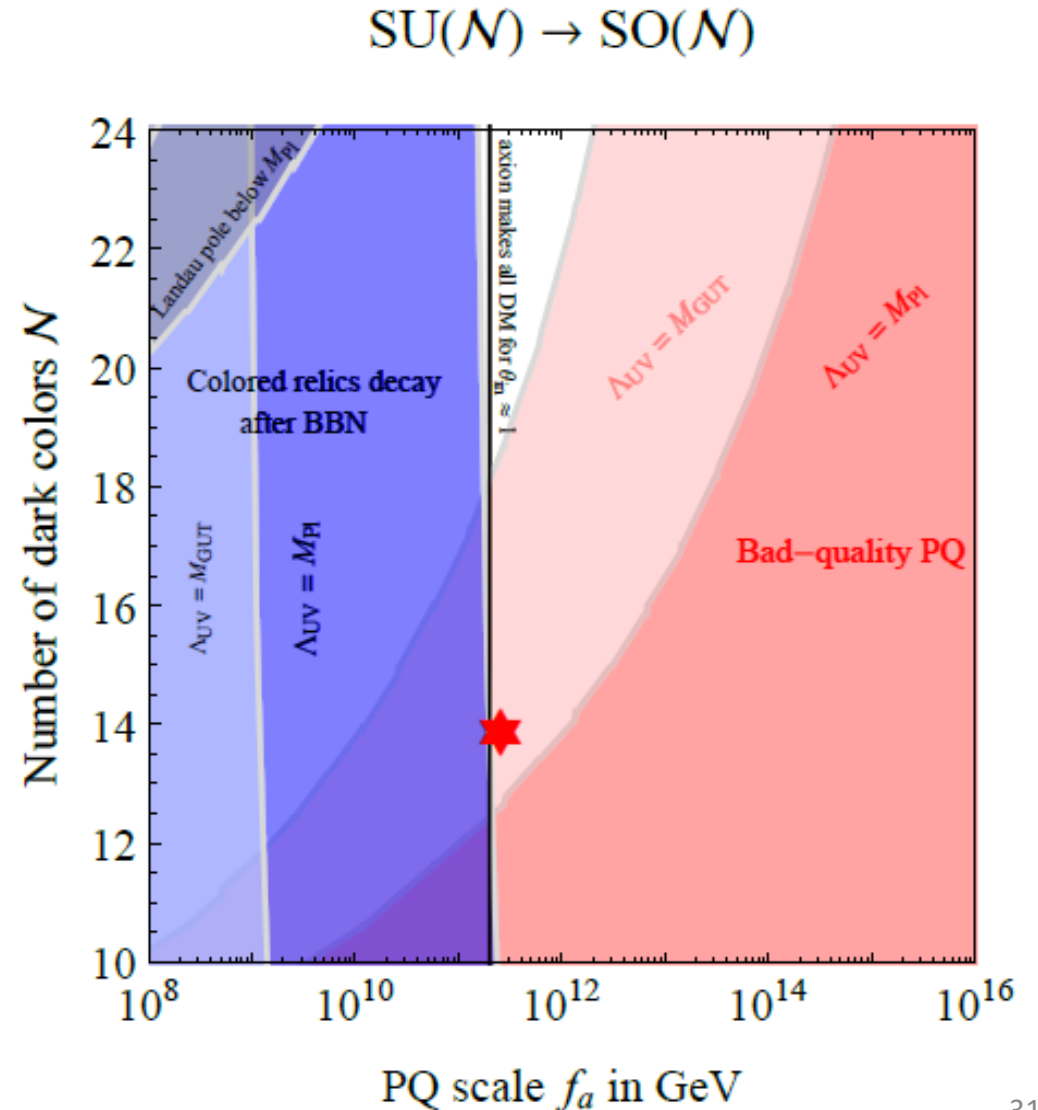 SU(𝒩) → SO(𝒩)
24
22
20
18
16
14
12
10
Number of dark colors 𝒩
Landau pole below M_Pl
axion makes all DM for θ_in ≈ 1
Λ_UV = M_GUT
Λ_UV = M_Pl
Colored relics decay
after BBN
Λ_UV = M_GUT
Λ_UV = M_Pl
Bad−quality PQ
10^8
10^10
10^12
10^14
10^16
PQ scale f_a in GeV
31